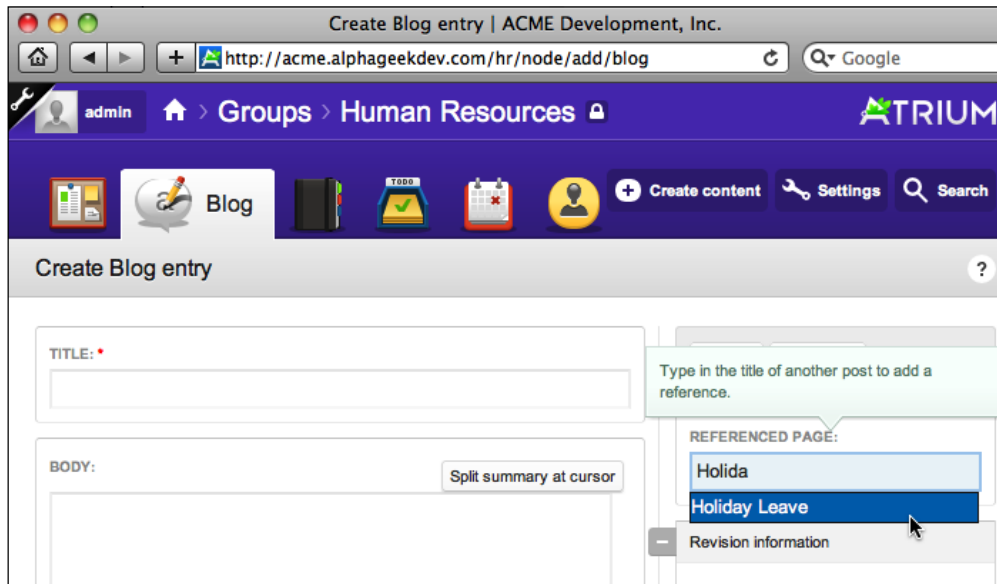 Create Blog entry | ACME Development, Inc.
http://acme.alphageekdev.com/hr/node/add/blog
Google
admin
Groups
Human Resources
ATRIUM
Blog
TODO
Create content
Settings
Search
Create Blog entry
?
TITLE: *
Type in the title of another post to add a
reference.
REFERENCED PAGE:
Holida
Holiday Leave
BODY:
Split summary at cursor
Revision information